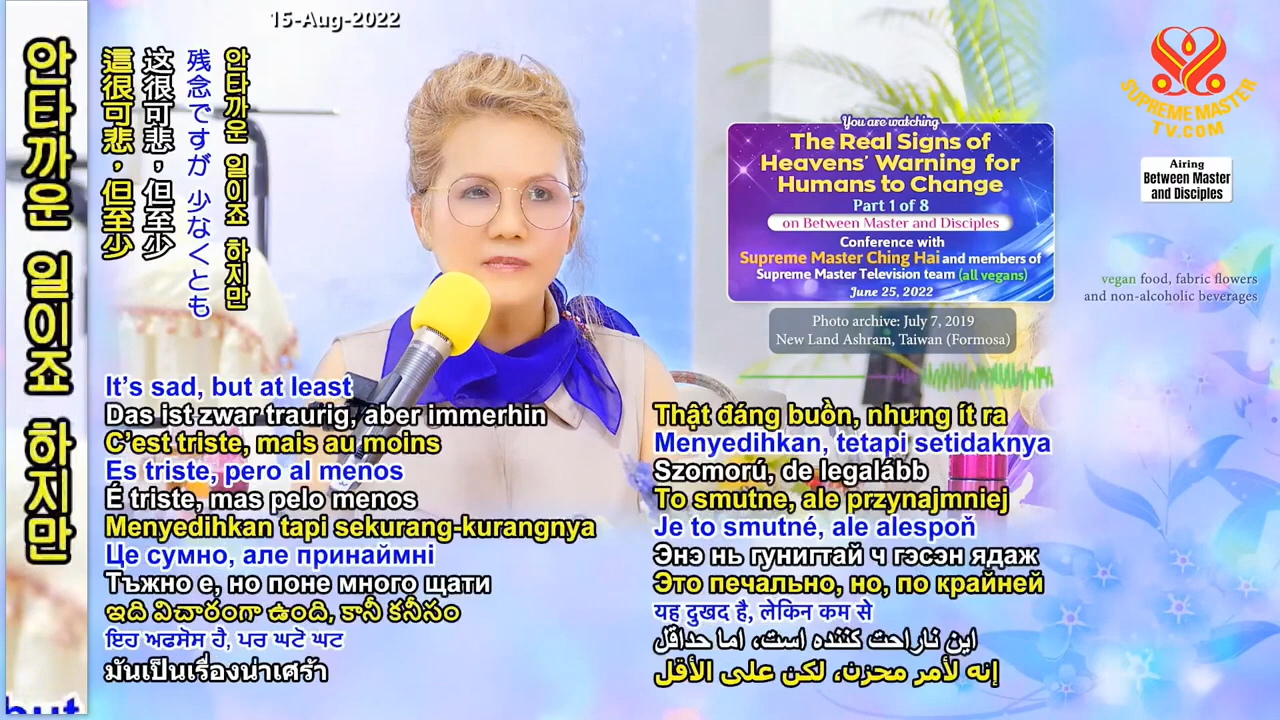 15-Aug-2022
안타까운 일이죠 하지만
這很可悲，但至少
这很可悲，但至少
残念ですが 少なくとも
안타까운 일이죠 하지만
SUPREME MASTER
TV.COM
Airing
Between Master
and Disciples
You are watching
The Real Signs of
Heavens' Warning for
Humans to Change
Part 1 of 8
on Between Master and Disciples
Conference with
Supreme Master Ching Hai and members of
Supreme Master Television team (all vegans)
June 25, 2022
Photo archive: July 7, 2019
New Land Ashram, Taiwan (Formosa)
vegan food, fabric flowers
and non-alcoholic beverages
It's sad, but at least
Das ist zwar traurig, aber immerhin
C'est triste, mais au moins
Es triste, pero al menos
É triste, mas pelo menos
Menyedihkan tapi sekurang-kurangnya
Це сумно, але принаймні
Тъжно е, но поне много щати
ఇది విచారంగా ఉంది, కానీ కనీసం
ਇਹ ਅਫਸੋਸ ਹੈ, ਪਰ ਘਟੋ ਘਟ
มันเป็นเรื่องน่าเศร้า
Thật đáng buồn, nhưng ít ra
Menyedihkan, tetapi setidaknya
Szomorú, de legalább
To smutne, ale przynajmniej
Je to smutné, ale alespoň
Энэ нь гунигтай ч гэсэн ядаж
Это печально, но, по крайней
यह दुखद है, लेकिन कम से
این ناراحت کننده است، اما حداقل
إنه لأمر محزن، لكن على الأقل
but